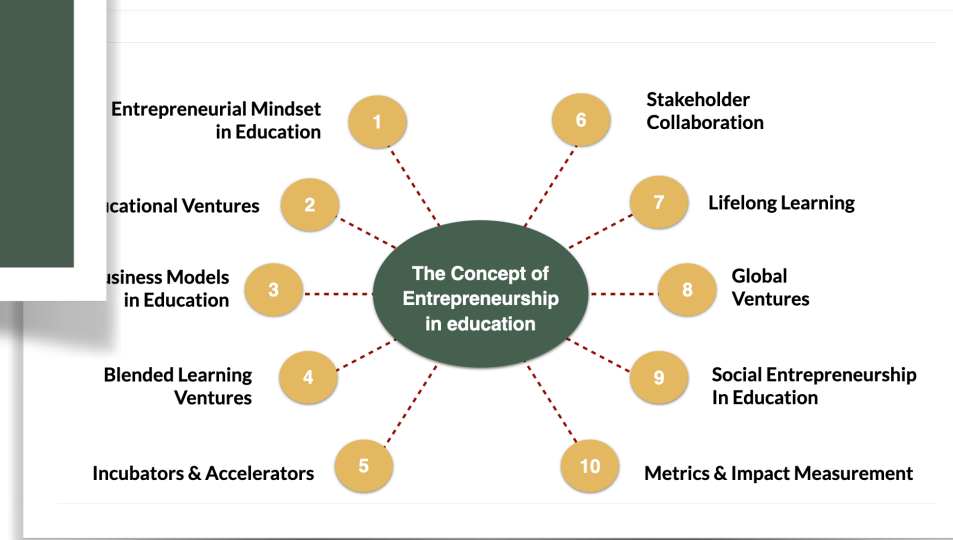 Entrepreneurial Mindset
in Education
1
6
Stakeholder
Collaboration
Ventures
2
7
Lifelong Learning
Models
in Education
3
The Concept of
Entrepreneurship
in education
8
Global
Ventures
Blended Learning
Ventures
4
9
Social Entrepreneurship
In Education
Incubators & Accelerators
5
10
Metrics & Impact Measurement